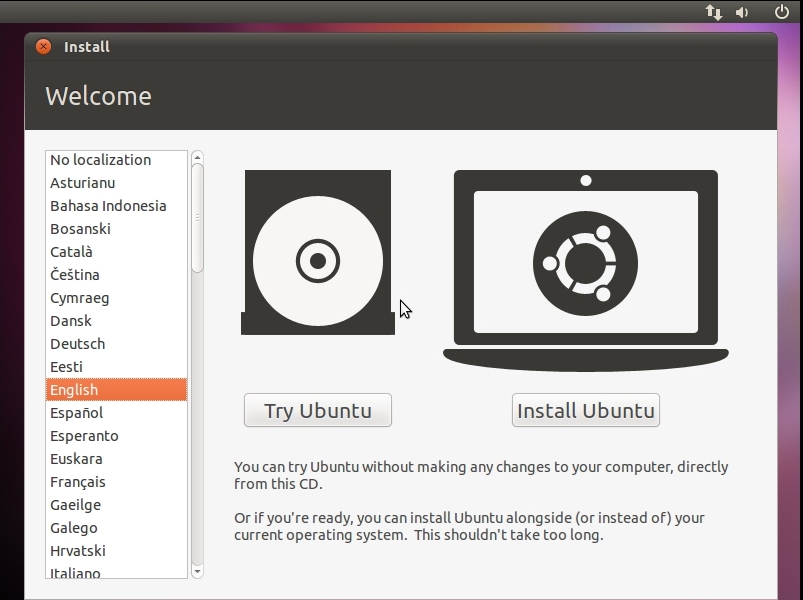 Install
Welcome
No localization
Asturianu
Bahasa Indonesia
Bosanski
Català
Čeština
Cymraeg
Dansk
Deutsch
Eesti
English
Español
Esperanto
Euskara
Français
Gaeilge
Galego
Hrvatski
Italiano
Try Ubuntu
Install Ubuntu
You can try Ubuntu without making any changes to your computer, directly
from this CD.
Or if you're ready, you can install Ubuntu alongside (or instead of) your
current operating system.  This shouldn't take too long.